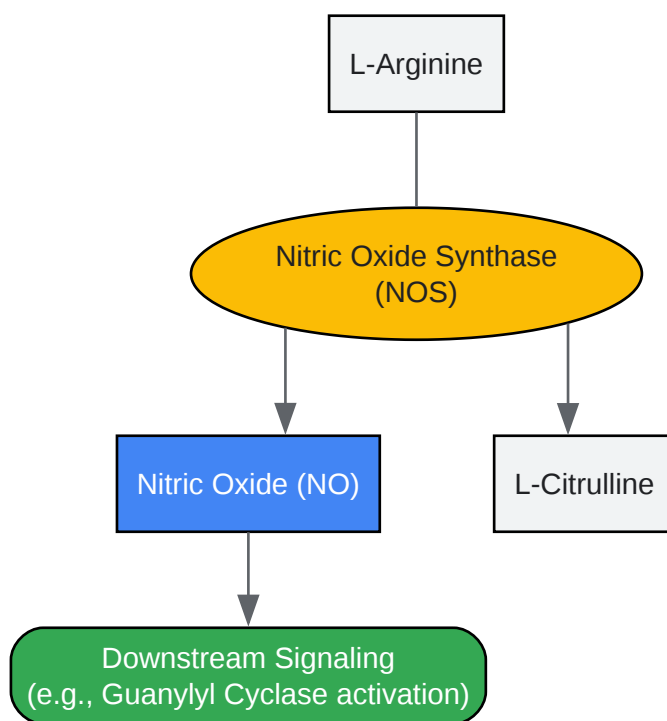 L-Arginine
Nitric Oxide Synthase
(NOS)
Nitric Oxide (NO)
L-Citrulline
Downstream Signaling
(e.g., Guanylyl Cyclase activation)